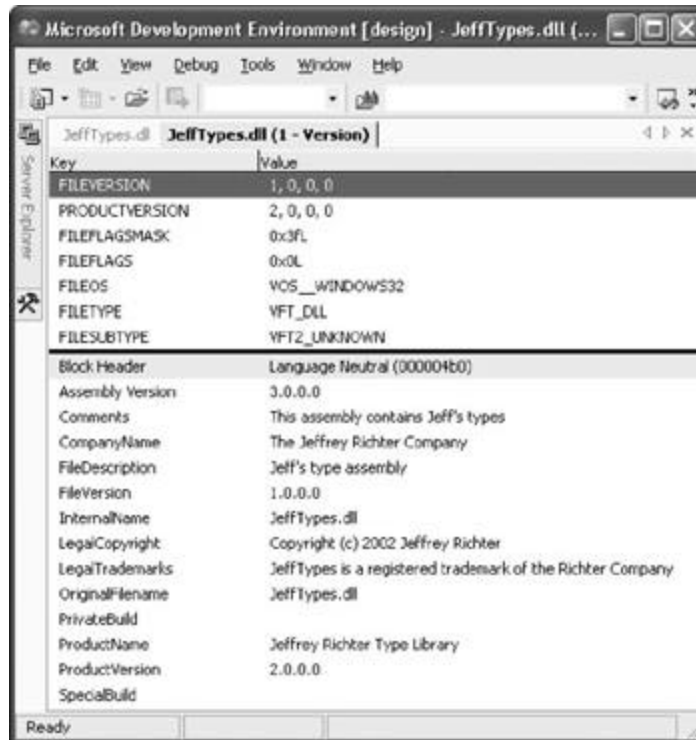 Microsoft Development Environment [design] - JeffTypes.dll (...
File Edit View Debug Tools Window Help
JeffTypes.dll JeffTypes.dll (1 - Version)
Server Explorer
Key Value
FILEVERSION 1, 0, 0, 0
PRODUCTVERSION 2, 0, 0, 0
FILEFLAGSMASK 0x3fL
FILEFLAGS 0x0L
FILEOS VOS__WINDOWS32
FILETYPE VFT_DLL
FILESUBTYPE VFT2_UNKNOWN
Block Header Language Neutral (000004b0)
Assembly Version 3.0.0.0
Comments This assembly contains Jeff's types
CompanyName The Jeffrey Richter Company
FileDescription Jeff's type assembly
FileVersion 1.0.0.0
InternalName JeffTypes.dll
LegalCopyright Copyright (c) 2002 Jeffrey Richter
LegalTrademarks JeffTypes is a registered trademark of the Richter Company
OriginalFilename JeffTypes.dll
PrivateBuild
ProductName Jeffrey Richter Type Library
ProductVersion 2.0.0.0
SpecialBuild
Ready